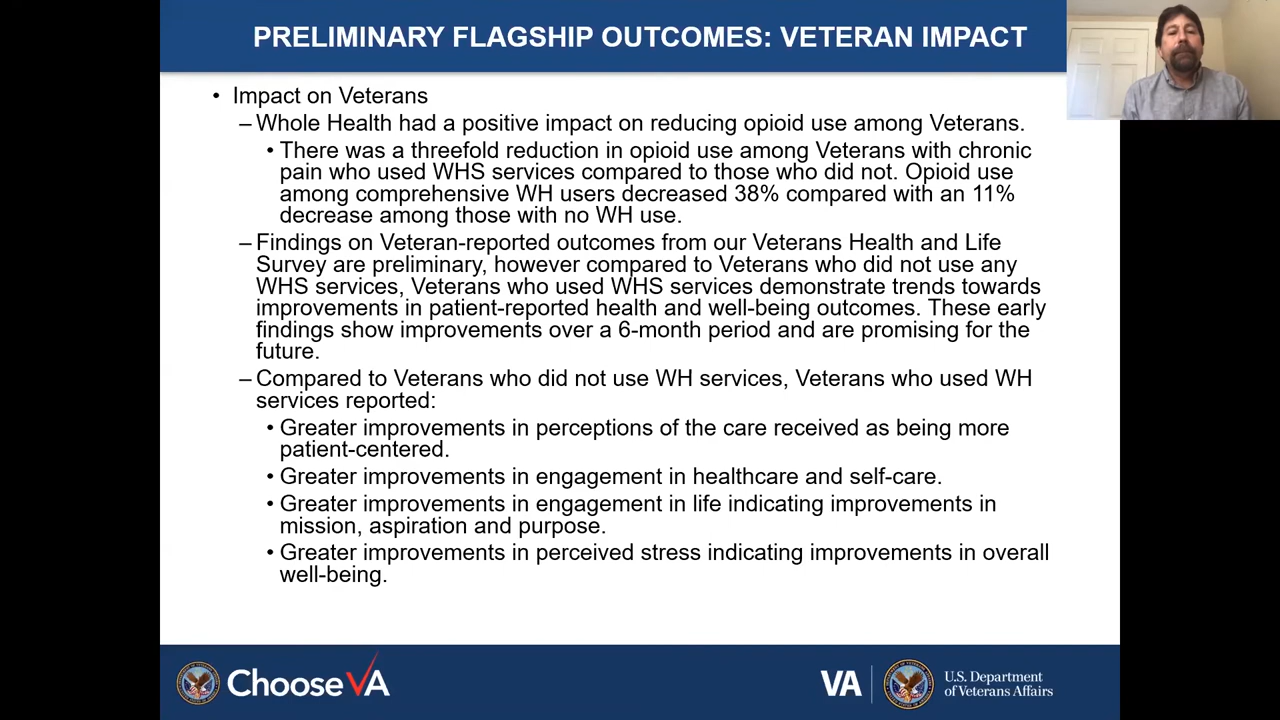 PRELIMINARY FLAGSHIP OUTCOMES: VETERAN IMPACT
• Impact on Veterans
– Whole Health had a positive impact on reducing opioid use among Veterans.
• There was a threefold reduction in opioid use among Veterans with chronic
pain who used WHS services compared to those who did not. Opioid use
among comprehensive WH users decreased 38% compared with an 11%
decrease among those with no WH use.
– Findings on Veteran-reported outcomes from our Veterans Health and Life
Survey are preliminary, however compared to Veterans who did not use any
WHS services, Veterans who used WHS services demonstrate trends towards
improvements in patient-reported health and well-being outcomes. These early
findings show improvements over a 6-month period and are promising for the
future.
– Compared to Veterans who did not use WH services, Veterans who used WH
services reported:
• Greater improvements in perceptions of the care received as being more
patient-centered.
• Greater improvements in engagement in healthcare and self-care.
• Greater improvements in engagement in life indicating improvements in
mission, aspiration and purpose.
• Greater improvements in perceived stress indicating improvements in overall
well-being.
Choose VA
VA
U.S. Department
of Veterans Affairs